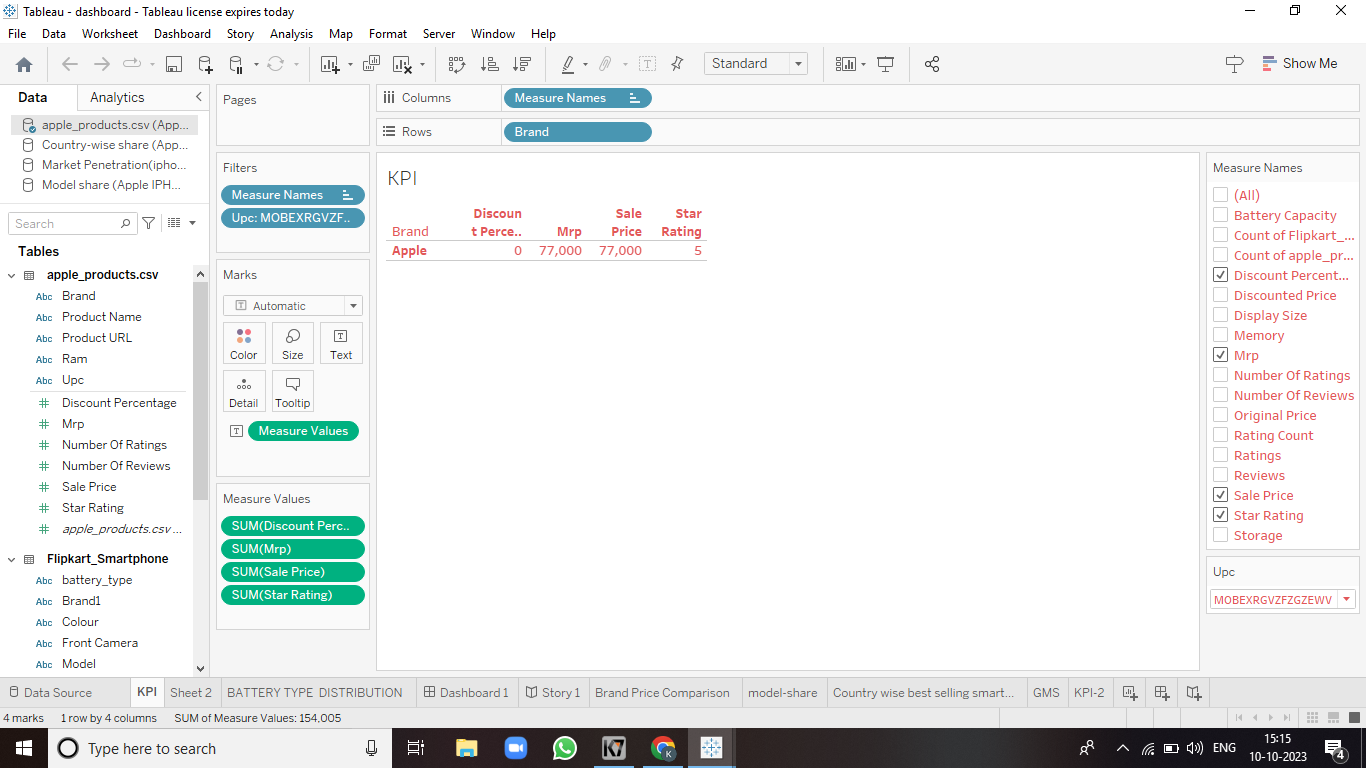 Tableau - dashboard - Tableau license expires today
File Data Worksheet Dashboard Story Analysis Map Format Server Window Help
Standard
Show Me
Data Analytics
apple_products.csv (App...
Country-wise share (App...
Market Penetration(ipho...
Model share (Apple IPH...
Search
Tables
apple_products.csv
Abc Brand
Abc Product Name
Abc Product URL
Abc Ram
Abc Upc
Discount Percentage
Mrp
Number Of Ratings
Number Of Reviews
Sale Price
Star Rating
apple_products.csv ...
Flipkart_Smartphone
Abc battery_type
Abc Brand1
Abc Colour
Abc Front Camera
Abc Model
Pages
Filters
Measure Names
Upc: MOBEXRGVZF..
Marks
Automatic
Color Size Text
Detail Tooltip
Measure Values
Measure Values
SUM(Discount Perc..
SUM(Mrp)
SUM(Sale Price)
SUM(Star Rating)
Columns Measure Names
Rows Brand
KPI
Discoun Sale Star
Brand t Perce.. Mrp Price Rating
Apple 0 77,000 77,000 5
Measure Names
(All)
Battery Capacity
Count of Flipkart_...
Count of apple_pr...
Discount Percent...
Discounted Price
Display Size
Memory
Mrp
Number Of Ratings
Number Of Reviews
Original Price
Rating Count
Ratings
Reviews
Sale Price
Star Rating
Storage
Upc
MOBEXRGVZFZGZEWV
Data Source KPI Sheet 2 BATTERY TYPE DISTRIBUTION Dashboard 1 Story 1 Brand Price Comparison model-share Country wise best selling smart... GMS KPI-2
4 marks 1 row by 4 columns SUM of Measure Values: 154,005
Type here to search
ENG
15:15
10-10-2023
4